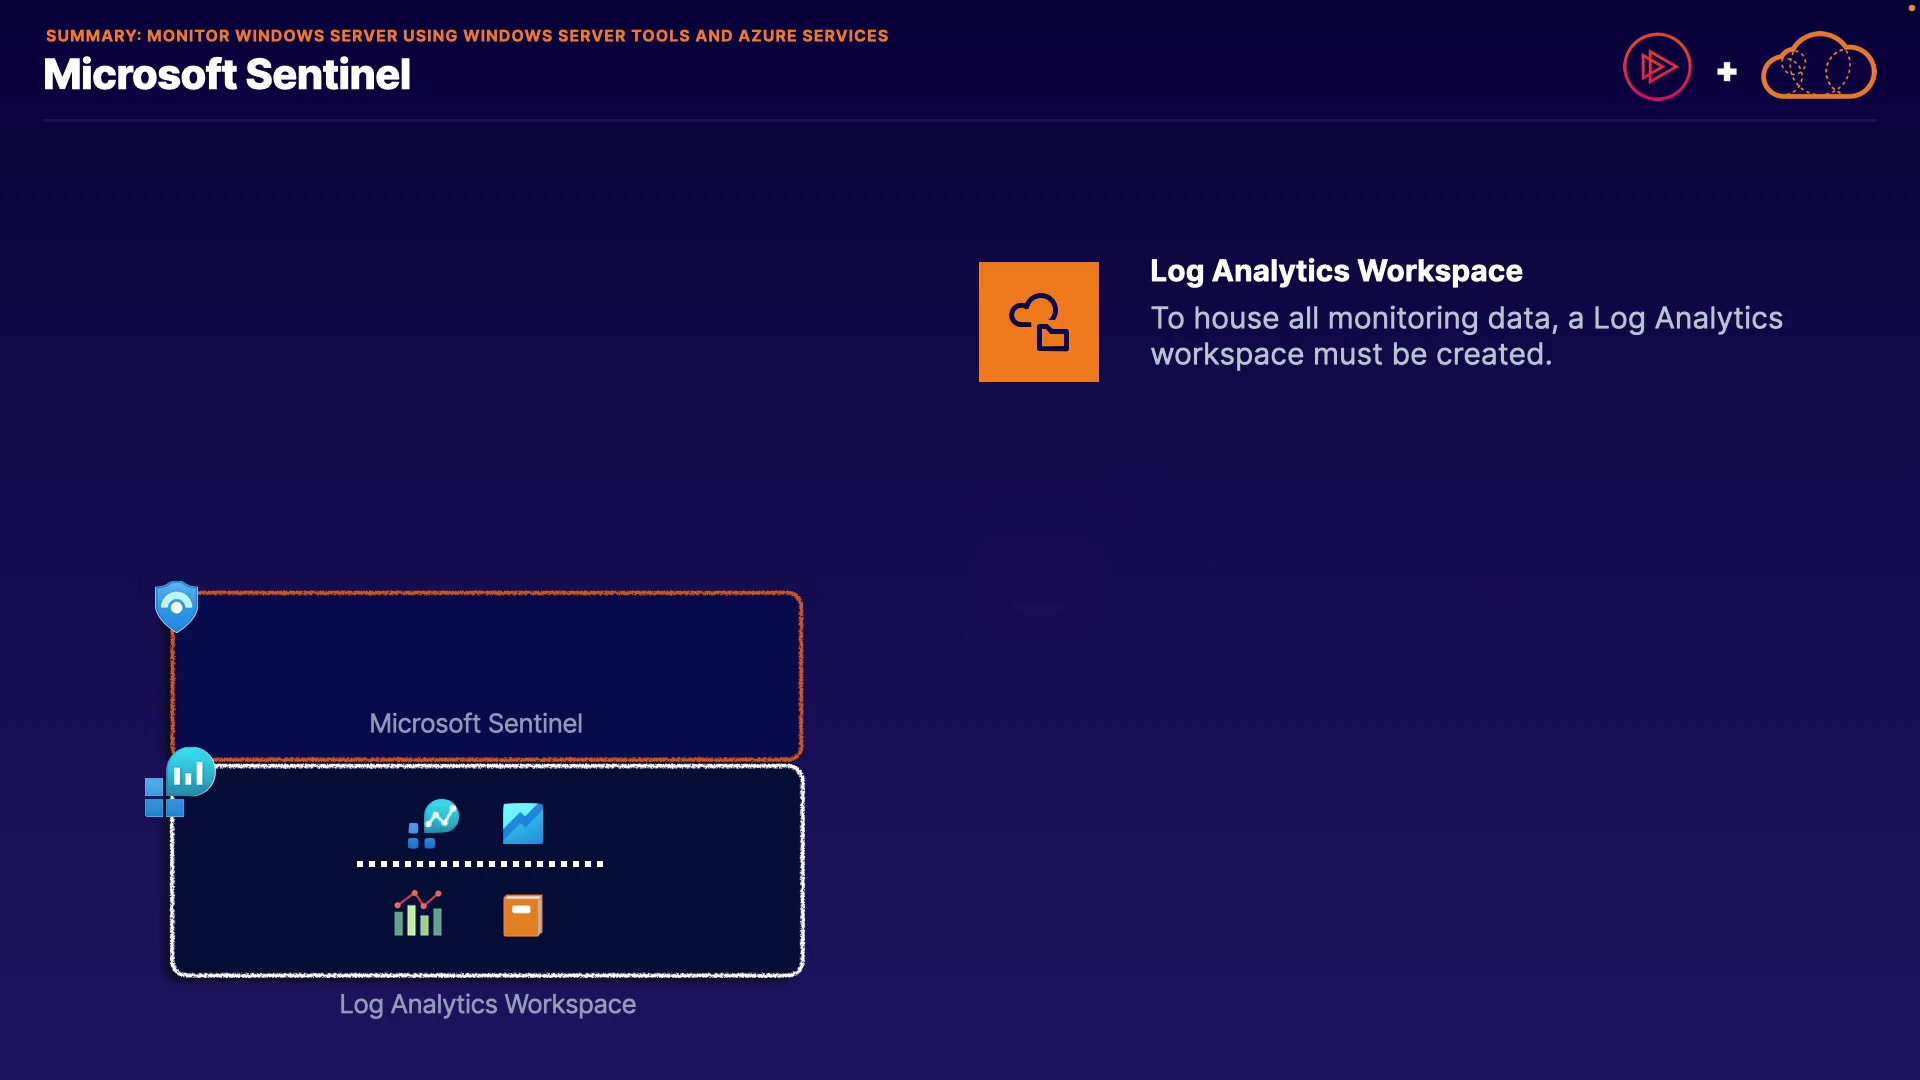 SUMMARY: MONITOR WINDOWS SERVER USING WINDOWS SERVER TOOLS AND AZURE SERVICES
Microsoft Sentinel
Log Analytics Workspace
To house all monitoring data, a Log Analytics
workspace must be created.
Microsoft Sentinel
Log Analytics Workspace